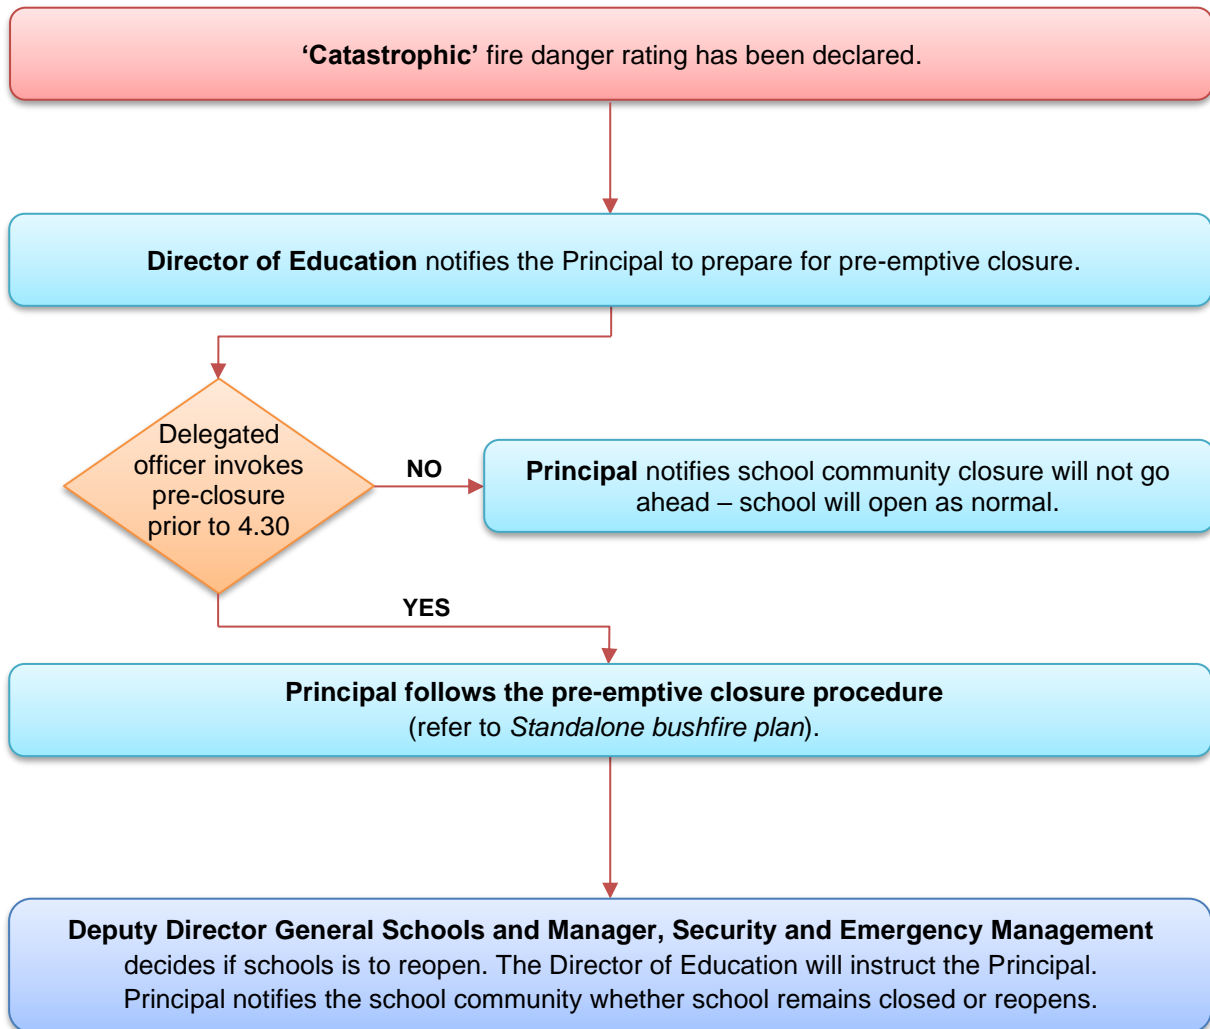 ‘Catastrophic’ fire danger rating has been declared.
Director of Education notifies the Principal to prepare for pre-emptive closure.
Delegated
officer invokes
pre-closure
prior to 4.30
NO
Principal notifies school community closure will not go
ahead – school will open as normal.
YES
Principal follows the pre-emptive closure procedure
(refer to Standalone bushfire plan).
Deputy Director General Schools and Manager, Security and Emergency Management
decides if schools is to reopen. The Director of Education will instruct the Principal.
Principal notifies the school community whether school remains closed or reopens.